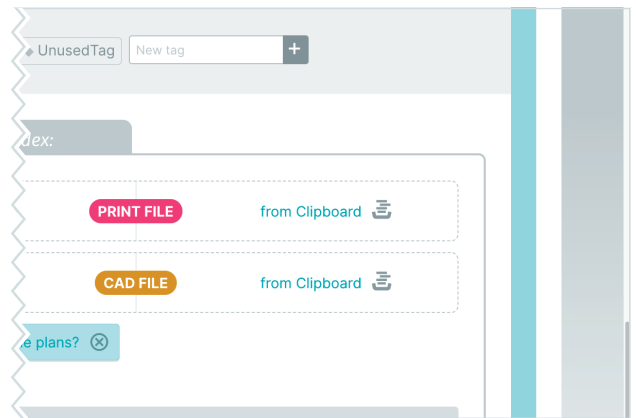 UnusedTag New tag +
dex:
PRINT FILE from Clipboard
CAD FILE from Clipboard
e plans?